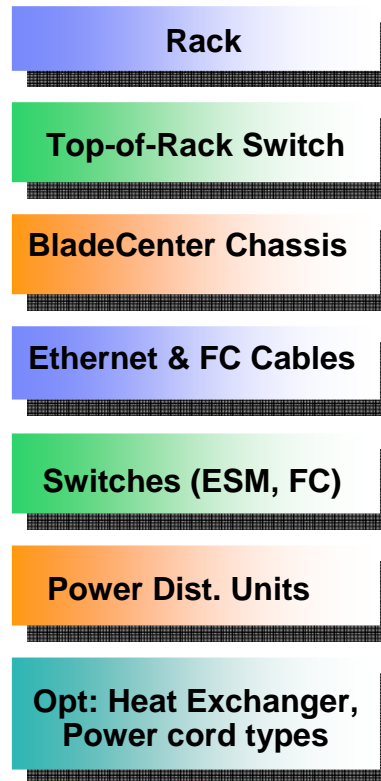 Rack
Top-of-Rack Switch
BladeCenter Chassis
Ethernet & FC Cables
Switches (ESM, FC)
Power Dist. Units
Opt: Heat Exchanger,
Power cord types